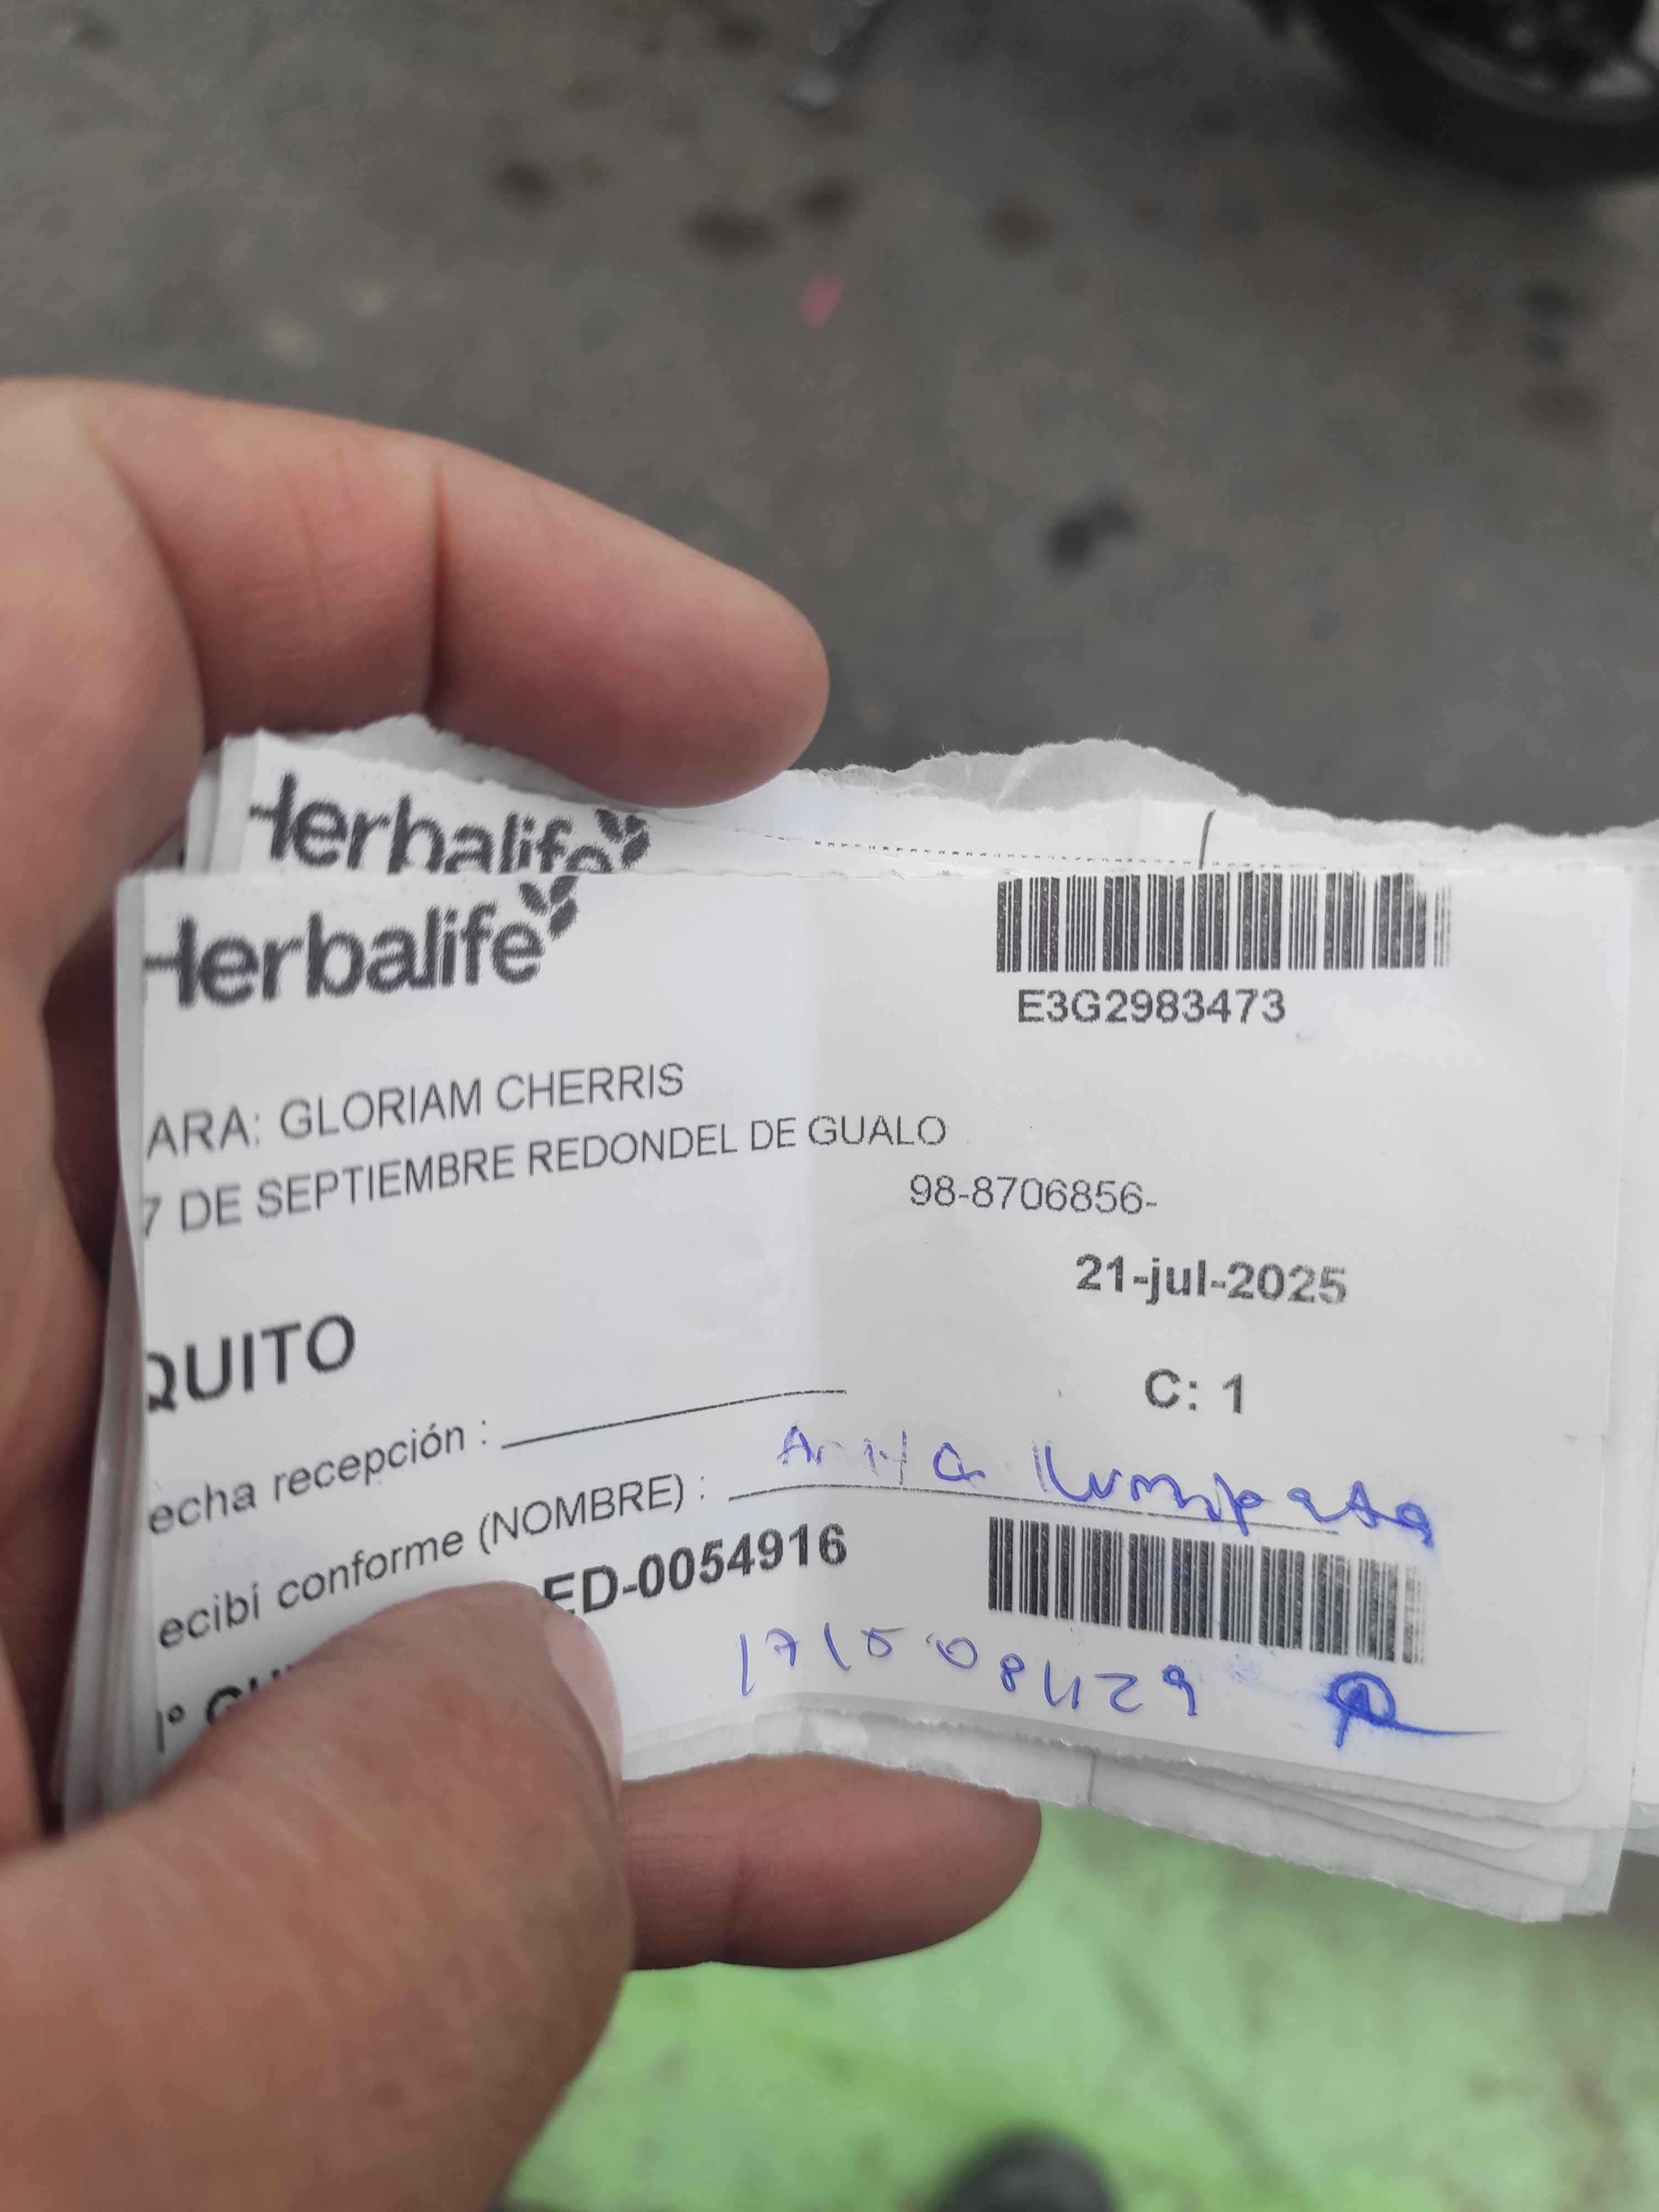 Herbalife
Herbalife
E3G2983473
ARA: GLORIAM CHERRIS
7 DE SEPTIEMBRE REDONDEL DE GUALO
98-8706856-
21-jul-2025
QUITO
C: 1
echa recepción :
ecibí conforme (NOMBRE) : Anita
ED-0054916